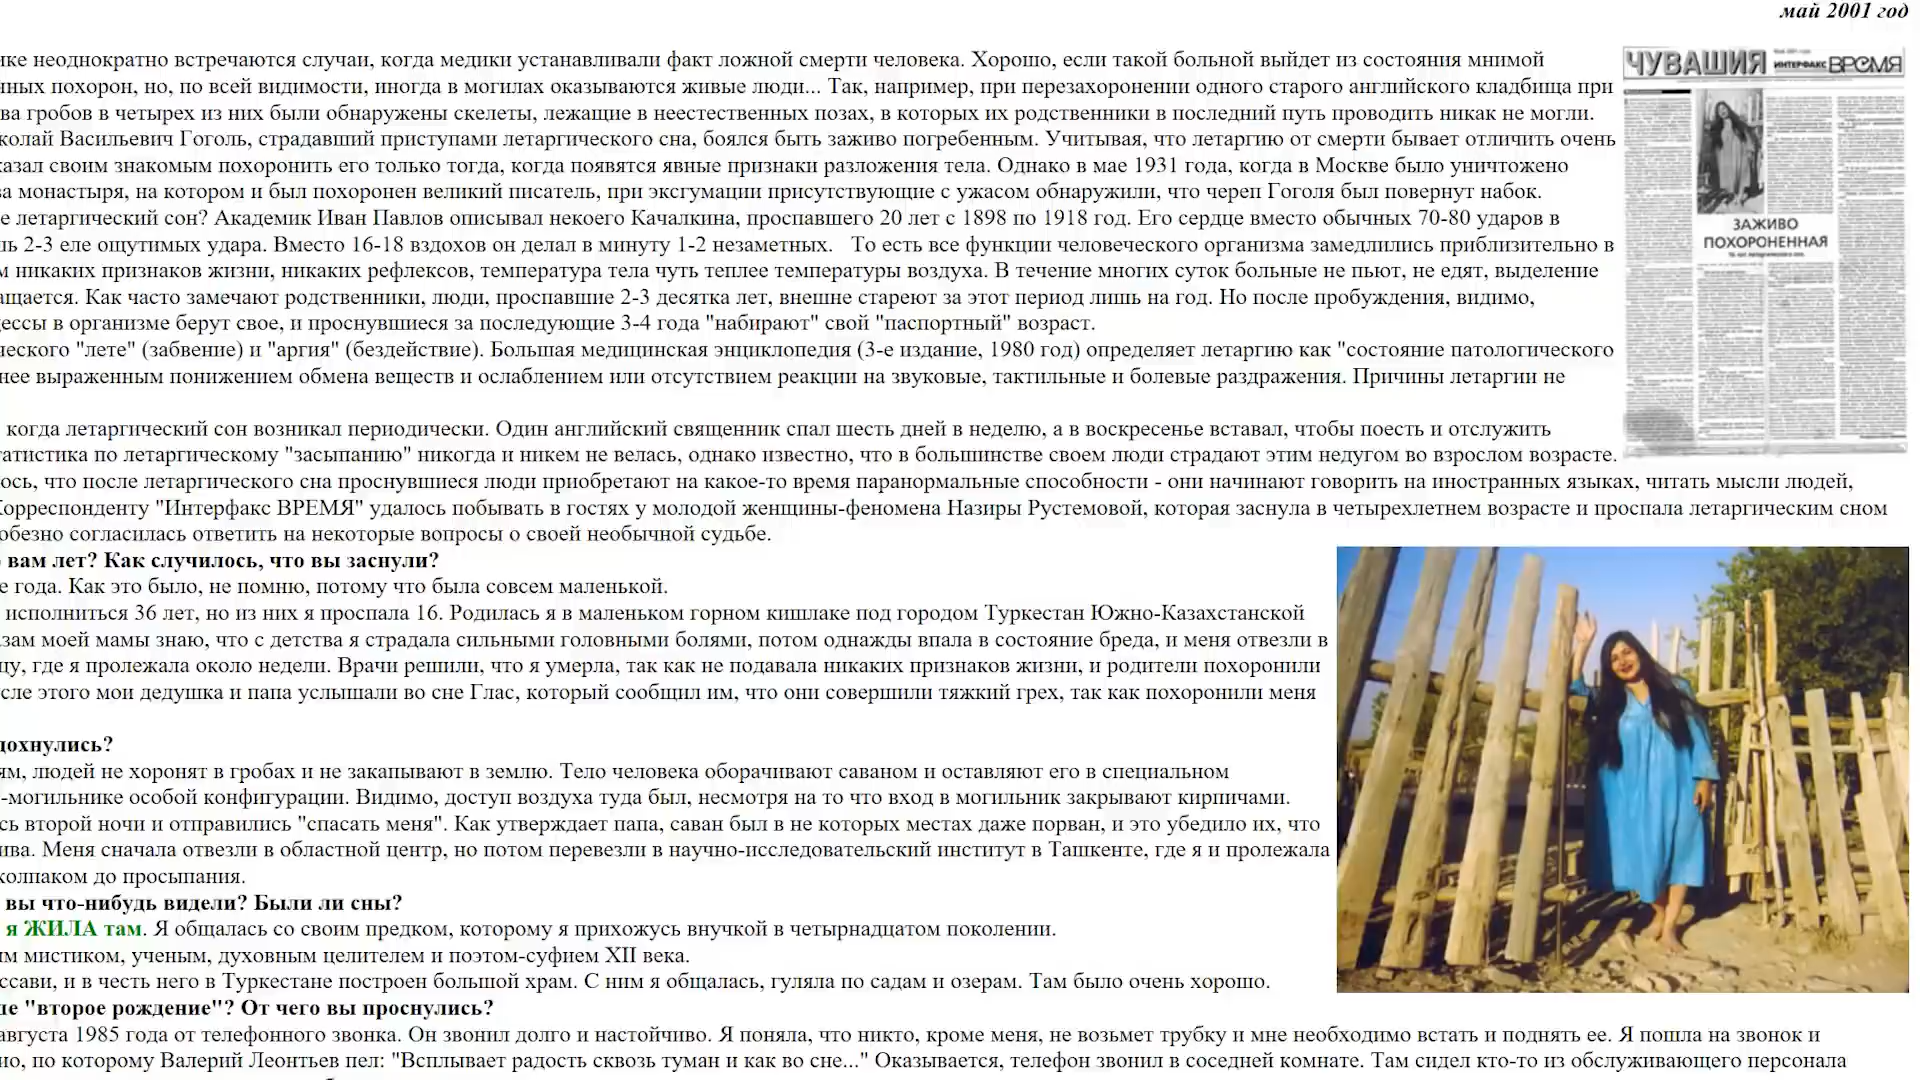 май 2001 год
неоднократно встречаются случаи, когда медики устанавливали факт ложной смерти человека. Хорошо, если такой больной выйдет из состояния мнимой
похорон, но, по всей видимости, иногда в могилах оказываются живые люди... Так, например, при перезахоронении одного старого английского кладбища при
гробов в четырех из них были обнаружены скелеты, лежащие в неестественных позах, в которых их родственники в последний путь проводить никак не могли.
Васильевич Гоголь, страдавший приступами летаргического сна, боялся быть заживо погребенным. Учитывая, что летаргию от смерти бывает отличить очень
своим знакомым похоронить его только тогда, когда появятся явные признаки разложения тела. Однако в мае 1931 года, когда в Москве было уничтожено
монастыря, на котором и был похоронен великий писатель, при эксгумации присутствующие с ужасом обнаружили, что череп Гоголя был повернут набок.
летаргический сон? Академик Иван Павлов описывал некоего Качалкина, проспавшего 20 лет с 1898 по 1918 год. Его сердце вместо обычных 70-80 ударов в
2-3 еле ощутимых удара. Вместо 16-18 вздохов он делал в минуту 1-2 незаметных. То есть все функции человеческого организма замедлились приблизительно в
никаких признаков жизни, никаких рефлексов, температура тела чуть теплее температуры воздуха. В течение многих суток больные не пьют, не едят, выделение
Как часто замечают родственники, люди, проспавшие 2-3 десятка лет, внешне стареют за этот период лишь на год. Но после пробуждения, видимо,
в организме берут свое, и проснувшиеся за последующие 3-4 года "набирают" свой "паспортный" возраст.
"лете" (забвение) и "аргия" (бездействие). Большая медицинская энциклопедия (3-е издание, 1980 год) определяет летаргию как "состояние патологического
выраженным понижением обмена веществ и ослаблением или отсутствием реакции на звуковые, тактильные и болевые раздражения. Причины летаргии не
когда летаргический сон возникал периодически. Один английский священник спал шесть дней в неделю, а в воскресенье вставал, чтобы поесть и отслужить
по летаргическому "засыпанию" никогда и никем не велась, однако известно, что в большинстве своем люди страдают этим недугом во взрослом возрасте.
что после летаргического сна проснувшиеся люди приобретают на какое-то время паранормальные способности - они начинают говорить на иностранных языках, читать мысли людей,
Корреспонденту "Интерфакс ВРЕМЯ" удалось побывать в гостях у молодой женщины-феномена Назиры Рустемовой, которая заснула в четырехлетнем возрасте и проспала летаргическим сном
согласилась ответить на некоторые вопросы о своей необычной судьбе.
вам лет? Как случилось, что вы заснули?
года. Как это было, не помню, потому что была совсем маленькой.
исполниться 36 лет, но из них я проспала 16. Родилась я в маленьком горном кишлаке под городом Туркестан Южно-Казахстанской
моей мамы знаю, что с детства я страдала сильными головными болями, потом однажды впала в состояние бреда, и меня отвезли в
где я пролежала около недели. Врачи решили, что я умерла, так как не подавала никаких признаков жизни, и родители похоронили
этого мои дедушка и папа услышали во сне Глас, который сообщил им, что они совершили тяжкий грех, так как похоронили меня
людей не хоронят в гробах и не закапывают в землю. Тело человека оборачивают саваном и оставляют его в специальном
-могильнике особой конфигурации. Видимо, доступ воздуха туда был, несмотря на то что вход в могильник закрывают кирпичами.
второй ночи и отправились "спасать меня". Как утверждает папа, саван был в не которых местах даже порван, и это убедило их, что
Меня сначала отвезли в областной центр, но потом перевезли в научно-исследовательский институт в Ташкенте, где я и пролежала
колпаком до просыпания.
вы что-нибудь видели? Были ли сны?
я ЖИЛА там. Я общалась со своим предком, которому я прихожусь внучкой в четырнадцатом поколении.
мистиком, ученым, духовным целителем и поэтом-суфием XII века.
и в честь него в Туркестане построен большой храм. С ним я общалась, гуляла по садам и озерам. Там было очень хорошо.
"второе рождение"? От чего вы проснулись?
августа 1985 года от телефонного звонка. Он звонил долго и настойчиво. Я поняла, что никто, кроме меня, не возьмет трубку и мне необходимо встать и поднять ее. Я пошла на звонок и
по которому Валерий Леонтьев пел: "Всплывает радость сквозь туман и как во сне..." Оказывается, телефон звонил в соседней комнате. Там сидел кто-то из обслуживающего персонала
ЧУВАШИЯ ИНТЕРФАКС ВРЕМЯ
ЗАЖИВО
ПОХОРОНЕННАЯ